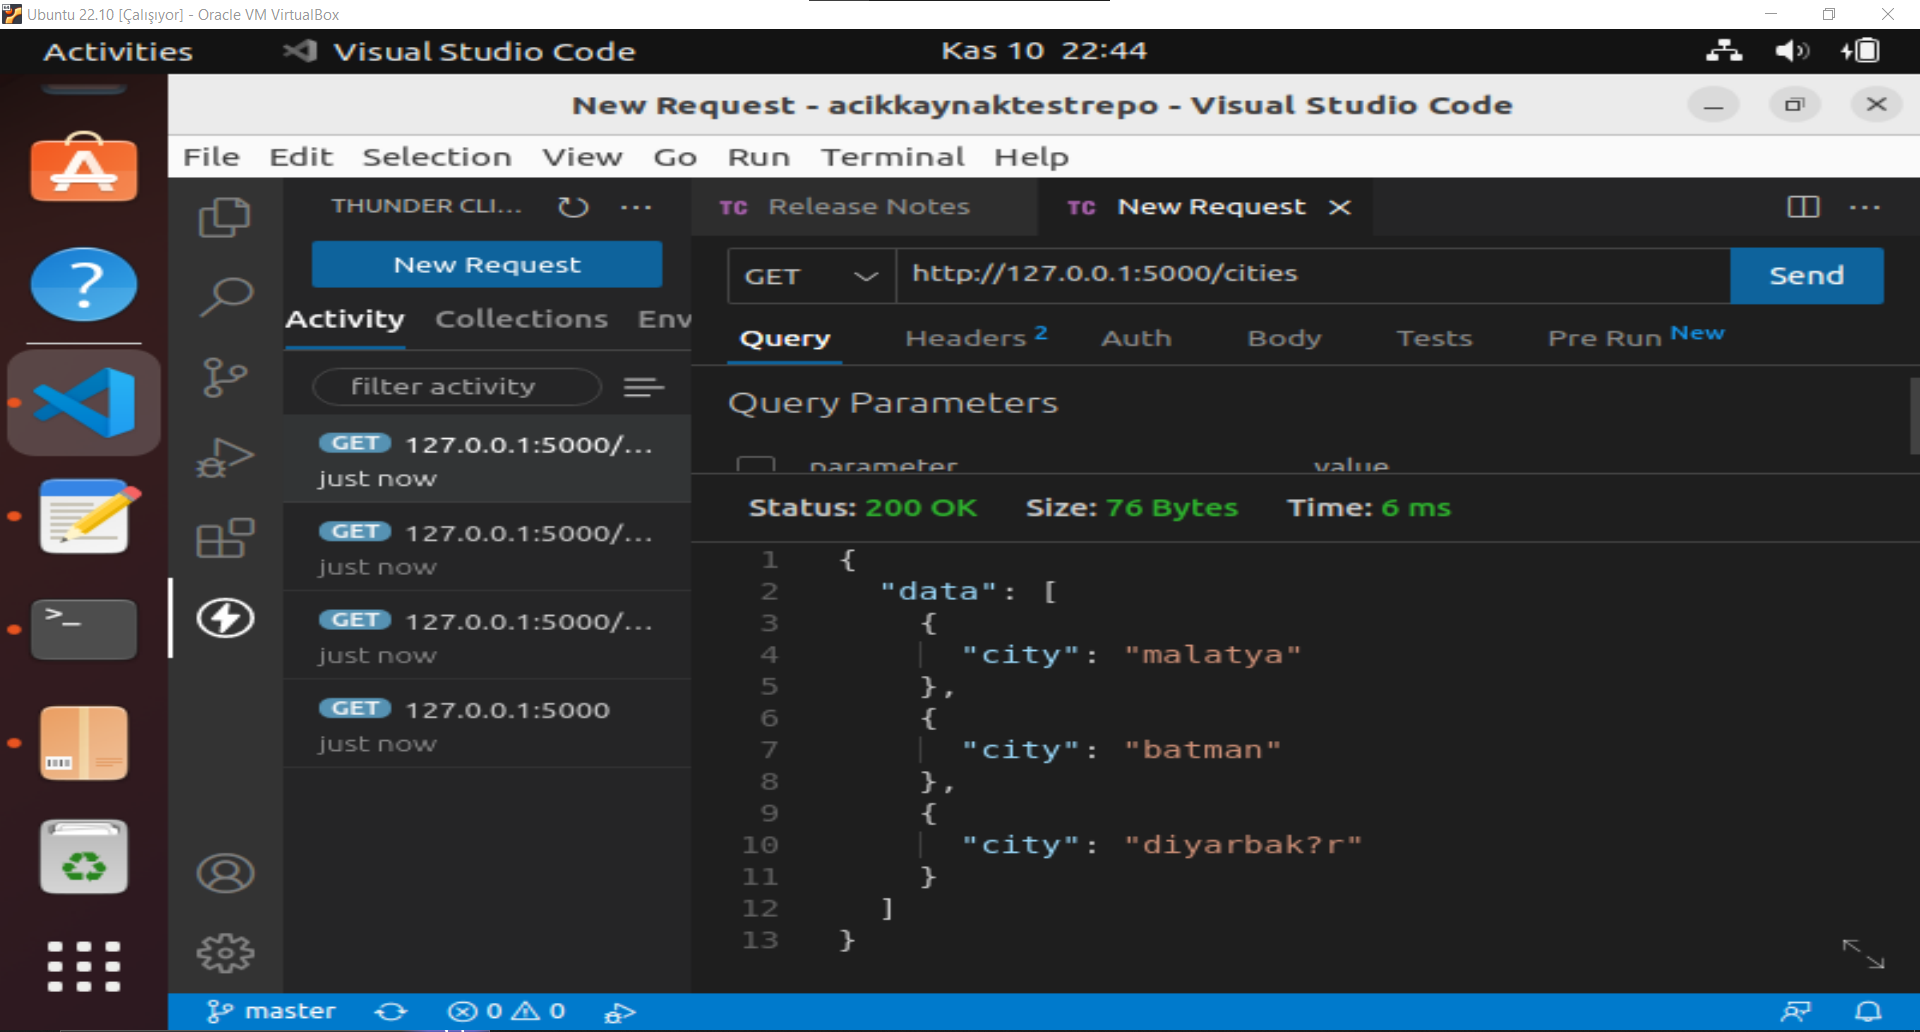 Ubuntu 22.10 [Çalışıyor] - Oracle VM VirtualBox
Activities
Visual Studio Code
Kas 10 22:44
New Request - acikkaynaktestrepo - Visual Studio Code
File Edit Selection View Go Run Terminal Help
THUNDER CLI...
TC Release Notes
TC New Request
New Request
GET
http://127.0.0.1:5000/cities
Send
Activity Collections Env
Query Headers 2 Auth Body Tests Pre Run New
filter activity
Query Parameters
GET 127.0.0.1:5000/...
just now
GET 127.0.0.1:5000/...
just now
GET 127.0.0.1:5000/...
just now
GET 127.0.0.1:5000
just now
parameter value
Status: 200 OK Size: 76 Bytes Time: 6 ms
1 {
2 "data": [
3 {
4 "city": "malatya"
5 },
6 {
7 "city": "batman"
8 },
9 {
10 "city": "diyarbak?r"
11 }
12 ]
13 }
master
0 0